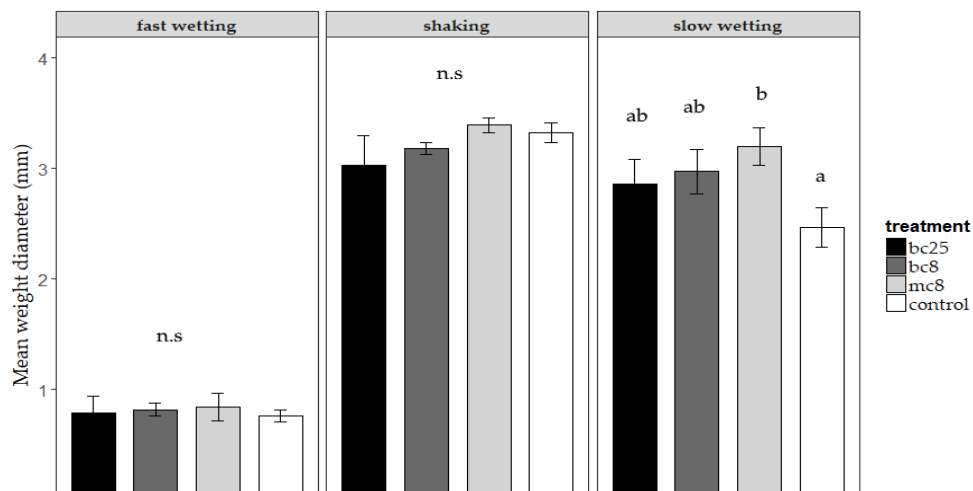 fast wetting
shaking
slow wetting
Mean weight diameter (mm)
4
3
2
1
n.s
n.s
ab
ab
b
a
treatment
bc25
bc8
mc8
control